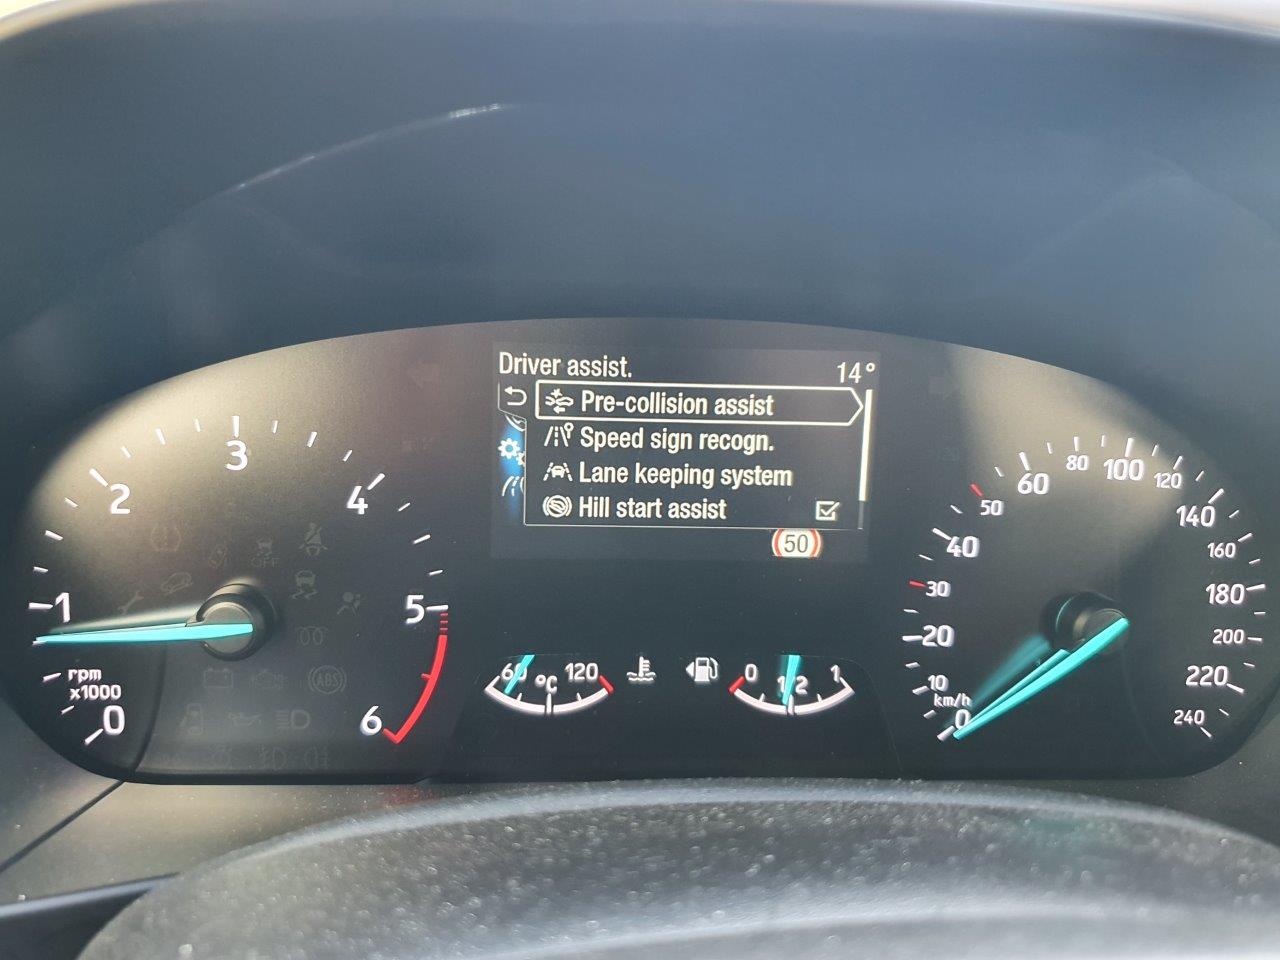 Driver assist.
14°
Pre-collision assist
Speed sign recogn.
Lane keeping system
Hill start assist
50
0
1
2
3
4
5
6
rpm
x1000
OFF
ABS
60
120
°C
0
1/2
1
km/h
0
10
20
30
40
50
60
80
100
120
140
160
180
200
220
240